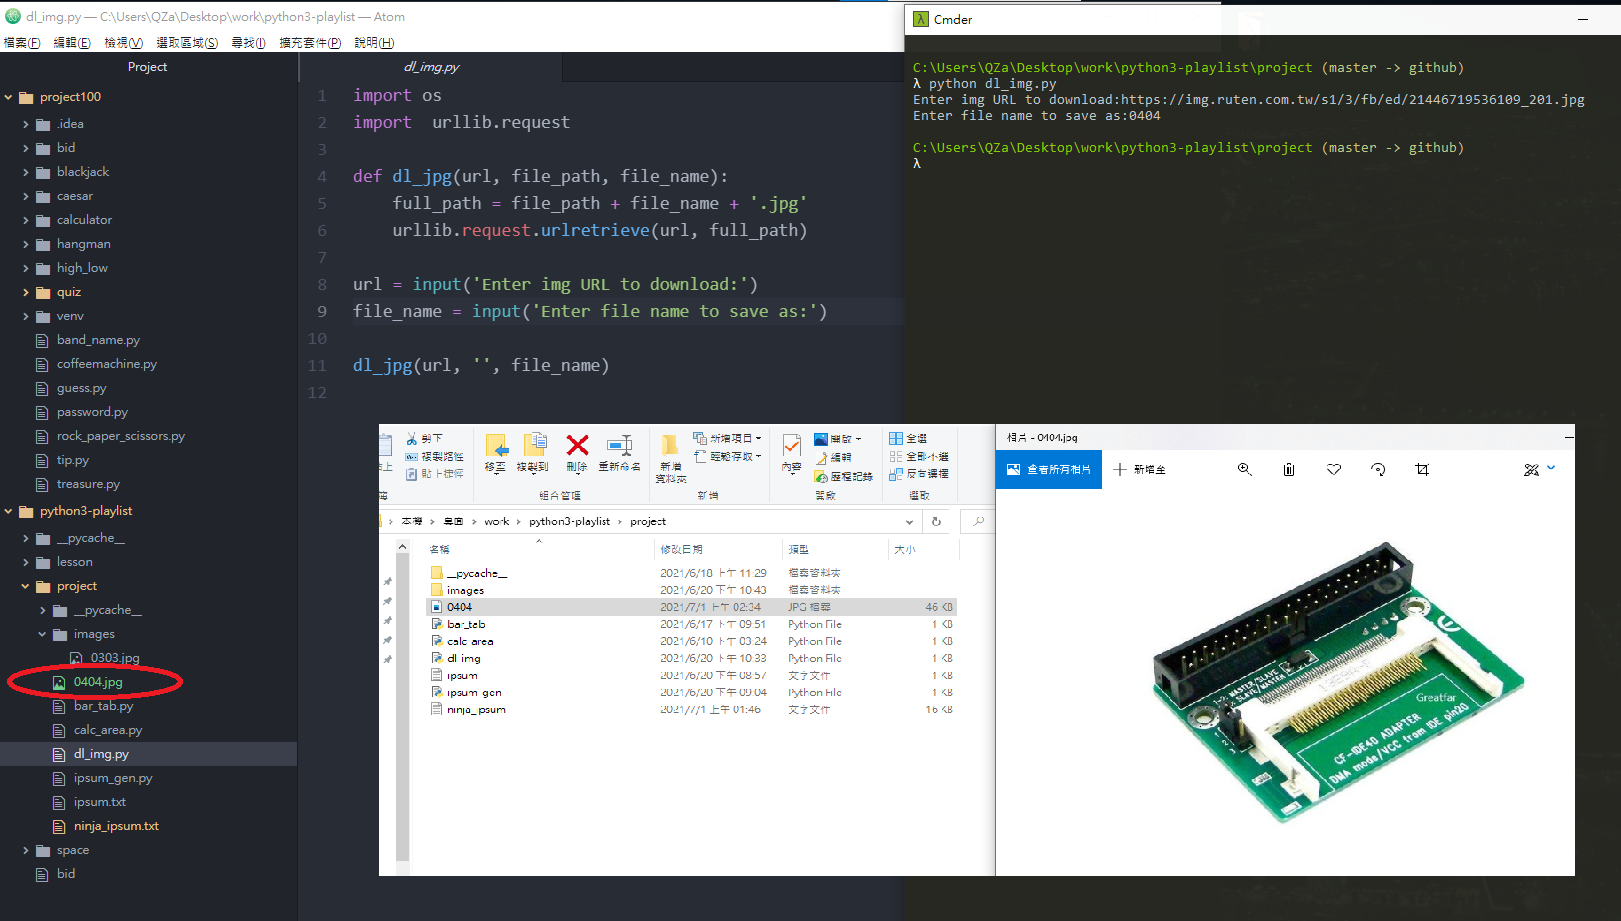 dl_img.py — C:\Users\QZa\Desktop\work\python3-playlist — Atom
檔案(F) 編輯(E) 檢視(V) 選取區域(S) 尋找(I) 擴充套件(P) 說明(H)
Project
project100
.idea
bid
blackjack
caesar
calculator
hangman
high_low
quiz
venv
band_name.py
coffeemachine.py
guess.py
password.py
rock_paper_scissors.py
tip.py
treasure.py
python3-playlist
__pycache__
lesson
project
__pycache__
images
0303.jpg
0404.jpg
bar_tab.py
calc_area.py
dl_img.py
ipsum_gen.py
ipsum.txt
ninja_ipsum.txt
space
bid
dl_img.py
1 import os
2 import  urllib.request
3
4 def dl_jpg(url, file_path, file_name):
5     full_path = file_path + file_name + '.jpg'
6     urllib.request.urlretrieve(url, full_path)
7
8 url = input('Enter img URL to download:')
9 file_name = input('Enter file name to save as:')
10
11 dl_jpg(url, '', file_name)
12
Cmder
C:\Users\QZa\Desktop\work\python3-playlist\project (master -> github)
λ python dl_img.py
Enter img URL to download:https://img.ruten.com.tw/s1/3/fb/ed/21446719536109_201.jpg
Enter file name to save as:0404
C:\Users\QZa\Desktop\work\python3-playlist\project (master -> github)
λ
剪下
複製路徑
貼上捷徑
移至
複製到
刪除
重新命名
組合管理
新增
資料夾
新增項目
輕鬆存取
新增
內容
開啟
編輯
歷程記錄
開啟
全選
全部不選
反向選擇
選取
本機 › 桌面 › work › python3-playlist › project
名稱 修改日期 類型 大小
__pycache__ 2021/6/18 上午 11:29 檔案資料夾
images 2021/6/20 下午 10:43 檔案資料夾
0404 2021/7/1 上午 02:34 JPG 檔案 46 KB
bar_tab 2021/6/17 下午 09:51 Python File 1 KB
calc_area 2021/6/10 下午 03:24 Python File 1 KB
dl_img 2021/6/20 下午 10:33 Python File 1 KB
ipsum 2021/6/20 下午 08:57 文字文件 1 KB
ipsum_gen 2021/6/20 下午 09:04 Python File 1 KB
ninja_ipsum 2021/7/1 上午 01:46 文字文件 16 KB
相片 - 0404.jpg
查看所有相片
新增至
Greatfar
CF-IDE40 ADAPTER
DMA mode/VCC from IDE pin20